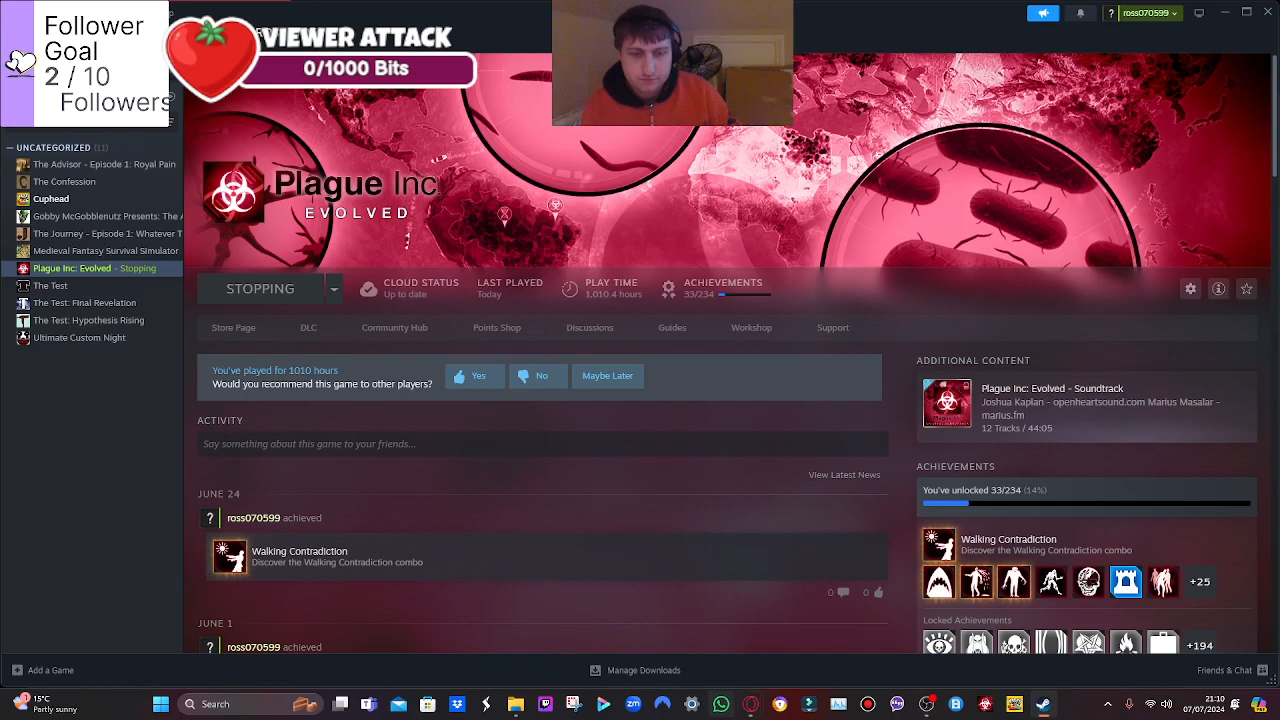 Follower
Goal
2 / 10
Followers
VIEWER ATTACK
0/1000 Bits
ross070599
UNCATEGORIZED (11)
The Advisor - Episode 1: Royal Pain
The Confession
Cuphead
Gobby McGobblenutz Presents: The A
The Journey - Episode 1: Whatever T
Medieval Fantasy Survival Simulator
Plague Inc: Evolved - Stopping
The Test
The Test: Final Revelation
The Test: Hypothesis Rising
Ultimate Custom Night
Plague Inc.
EVOLVED
STOPPING
CLOUD STATUS
Up to date
LAST PLAYED
Today
PLAY TIME
1,010.4 hours
ACHIEVEMENTS
33/234
Store Page
DLC
Community Hub
Points Shop
Discussions
Guides
Workshop
Support
You've played for 1010 hours
Would you recommend this game to other players?
Yes
No
Maybe Later
ACTIVITY
Say something about this game to your friends...
View Latest News
JUNE 24
ross070599 achieved
Walking Contradiction
Discover the Walking Contradiction combo
0
0
JUNE 1
ross070599 achieved
ADDITIONAL CONTENT
Plague Inc: Evolved - Soundtrack
Joshua Kaplan - openheartsound.com Marius Masalar -
marius.fm
12 Tracks / 44:05
ACHIEVEMENTS
You've unlocked 33/234 (14%)
Walking Contradiction
Discover the Walking Contradiction combo
+25
Locked Achievements
+194
Add a Game
Manage Downloads
Friends & Chat
15°C
Search
21:10
07/07/2024